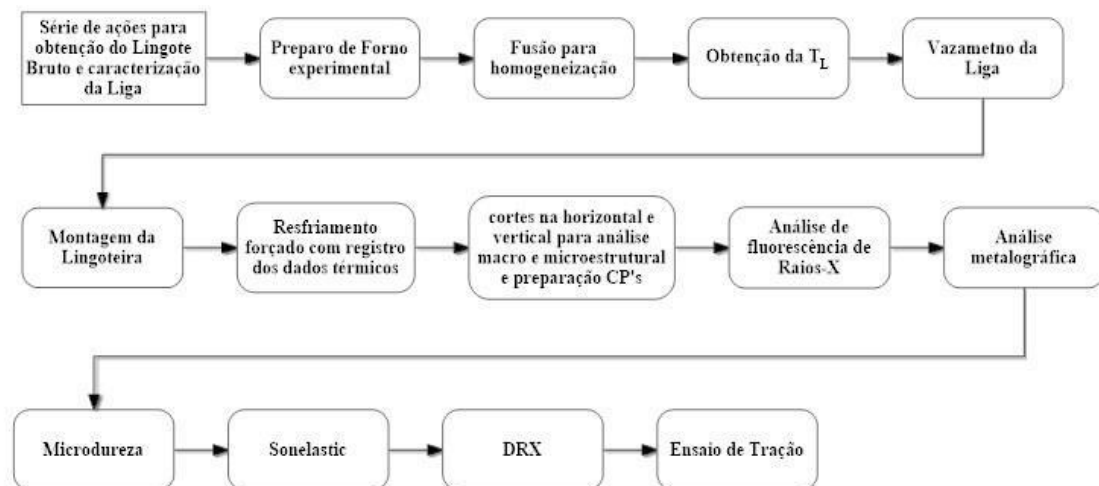 Série de ações para
obtenção do Lingote
Bruto e caracterização
da Liga
Preparo de Forno
experimental
Fusão para
homogeneização
Obtenção da T_L
Vazametno da
Liga
Montagem da
Lingoteira
Resfriamento
forçado com registro
dos dados térmicos
cortes na horizontal e
vertical para análise
macro e microestrutural
e preparação CP's
Análise de
fluorescência de
Raios-X
Análise
metalográfica
Microdureza
Sonelastic
DRX
Ensaio de Tração